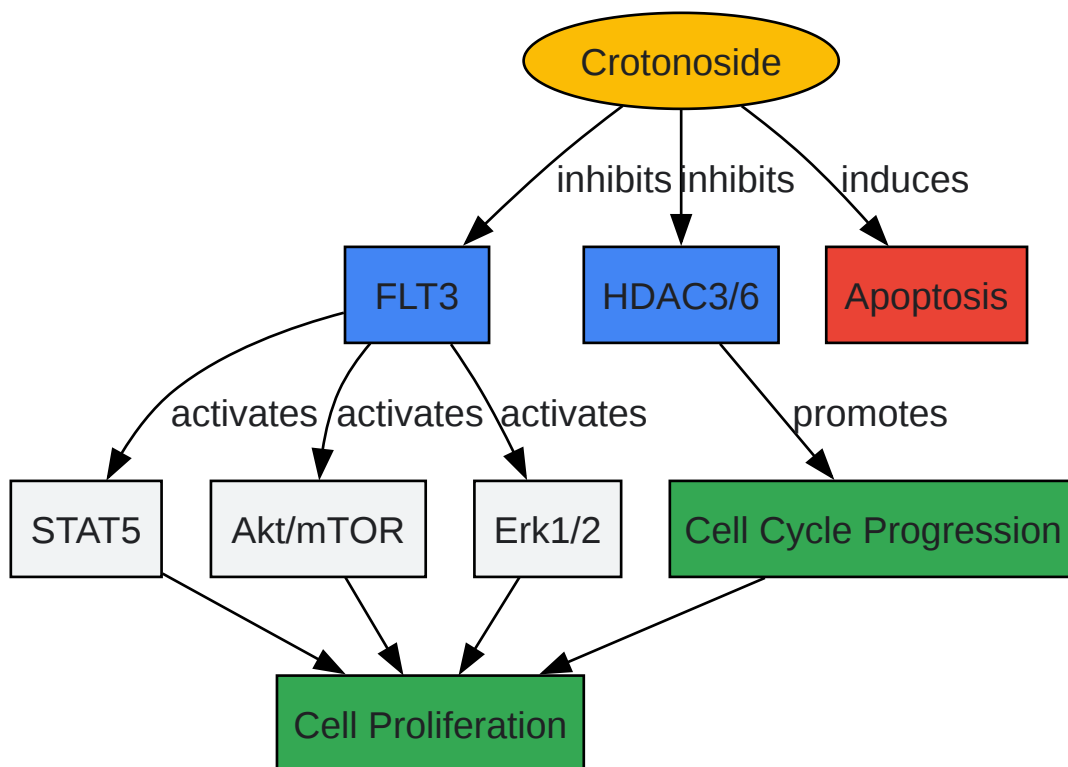 Crotonoside
inhibits inhibits induces
FLT3 HDAC3/6 Apoptosis
activates activates activates promotes
STAT5 Akt/mTOR Erk1/2 Cell Cycle Progression
Cell Proliferation